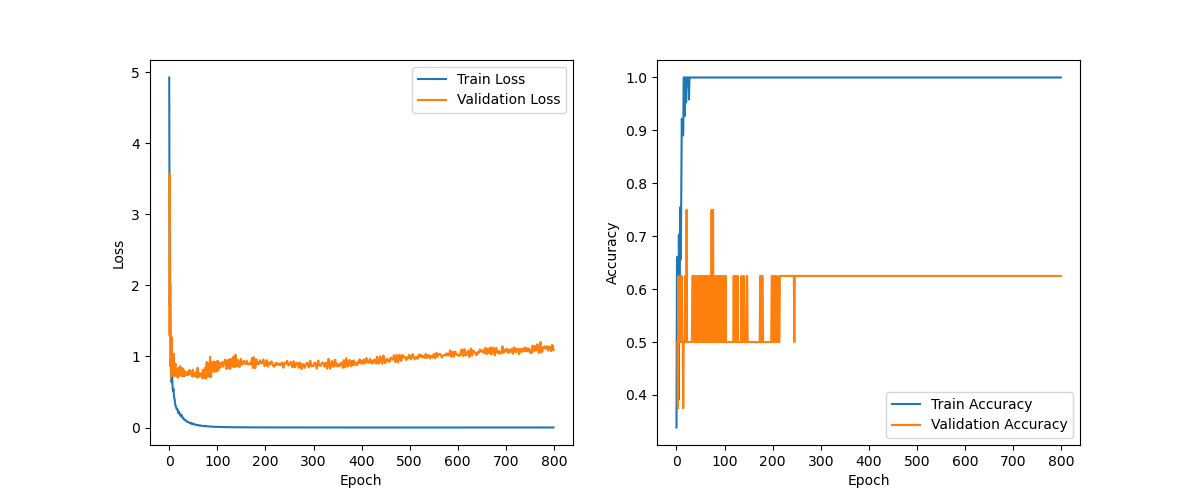 5
4
3
2
1
0
0 100 200 300 400 500 600 700 800
Loss
Epoch
Train Loss
Validation Loss
1.0
0.9
0.8
0.7
0.6
0.5
0.4
0 100 200 300 400 500 600 700 800
Accuracy
Epoch
Train Accuracy
Validation Accuracy